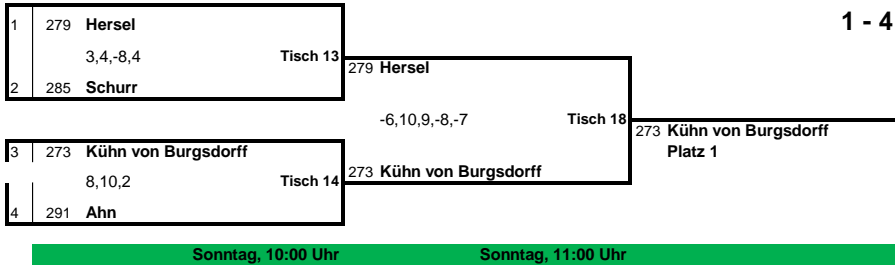 1 - 4
1 279 Hersel
3,4,-8,4 Tisch 13
279 Hersel
2 285 Schurr
-6,10,9,-8,-7 Tisch 18
273 Kühn von Burgsdorff
Platz 1
3 273 Kühn von Burgsdorff
273 Kühn von Burgsdorff
8,10,2 Tisch 14
4 291 Ahn
Sonntag, 10:00 Uhr Sonntag, 11:00 Uhr